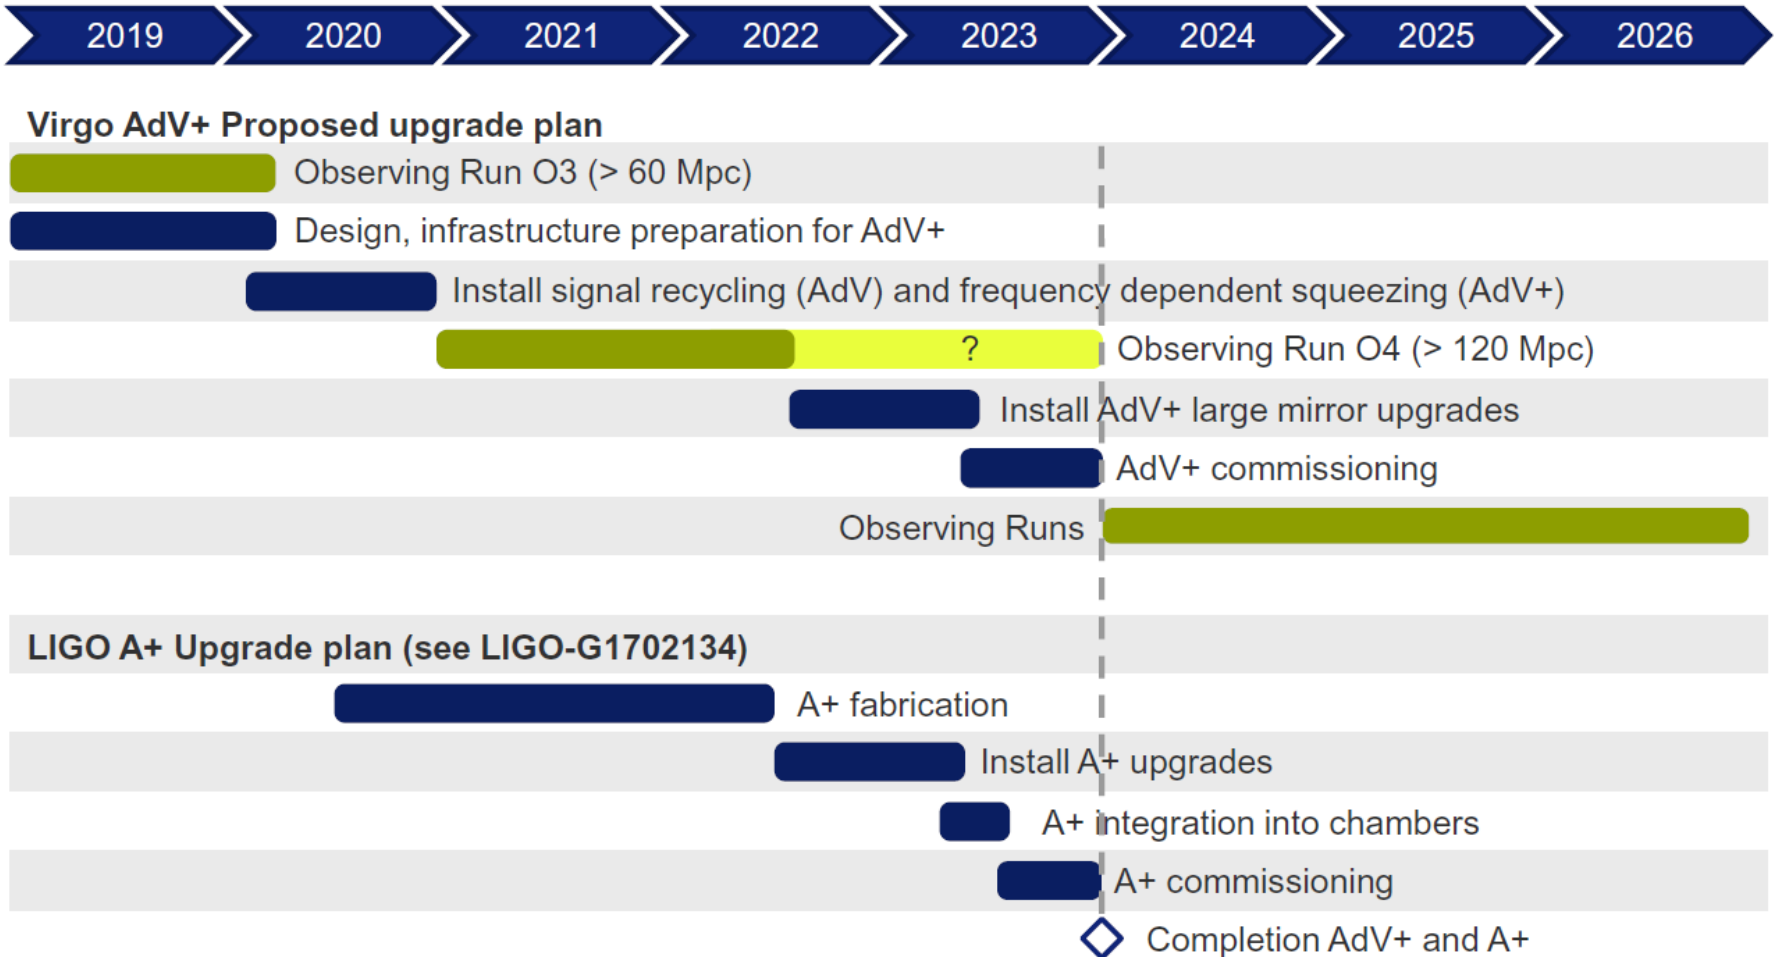 2019 2020 2021 2022 2023 2024 2025 2026
Virgo AdV+ Proposed upgrade plan
Observing Run O3 (> 60 Mpc)
Design, infrastructure preparation for AdV+
Install signal recycling (AdV) and frequency dependent squeezing (AdV+)
? Observing Run O4 (> 120 Mpc)
Install AdV+ large mirror upgrades
AdV+ commissioning
Observing Runs
LIGO A+ Upgrade plan (see LIGO-G1702134)
A+ fabrication
Install A+ upgrades
A+ integration into chambers
A+ commissioning
Completion AdV+ and A+